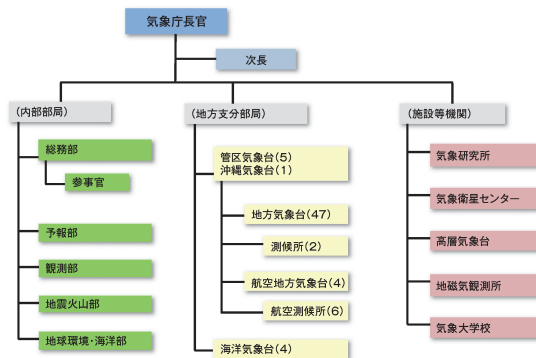 気象庁長官
次長
(内部部局)
総務部
参事官
予報部
観測部
地震火山部
地球環境・海洋部
(地方支分部局)
管区気象台(5)
沖縄気象台(1)
地方気象台(47)
測候所(2)
航空地方気象台(4)
航空測候所(6)
海洋気象台(4)
(施設等機関)
気象研究所
気象衛星センター
高層気象台
地磁気観測所
気象大学校